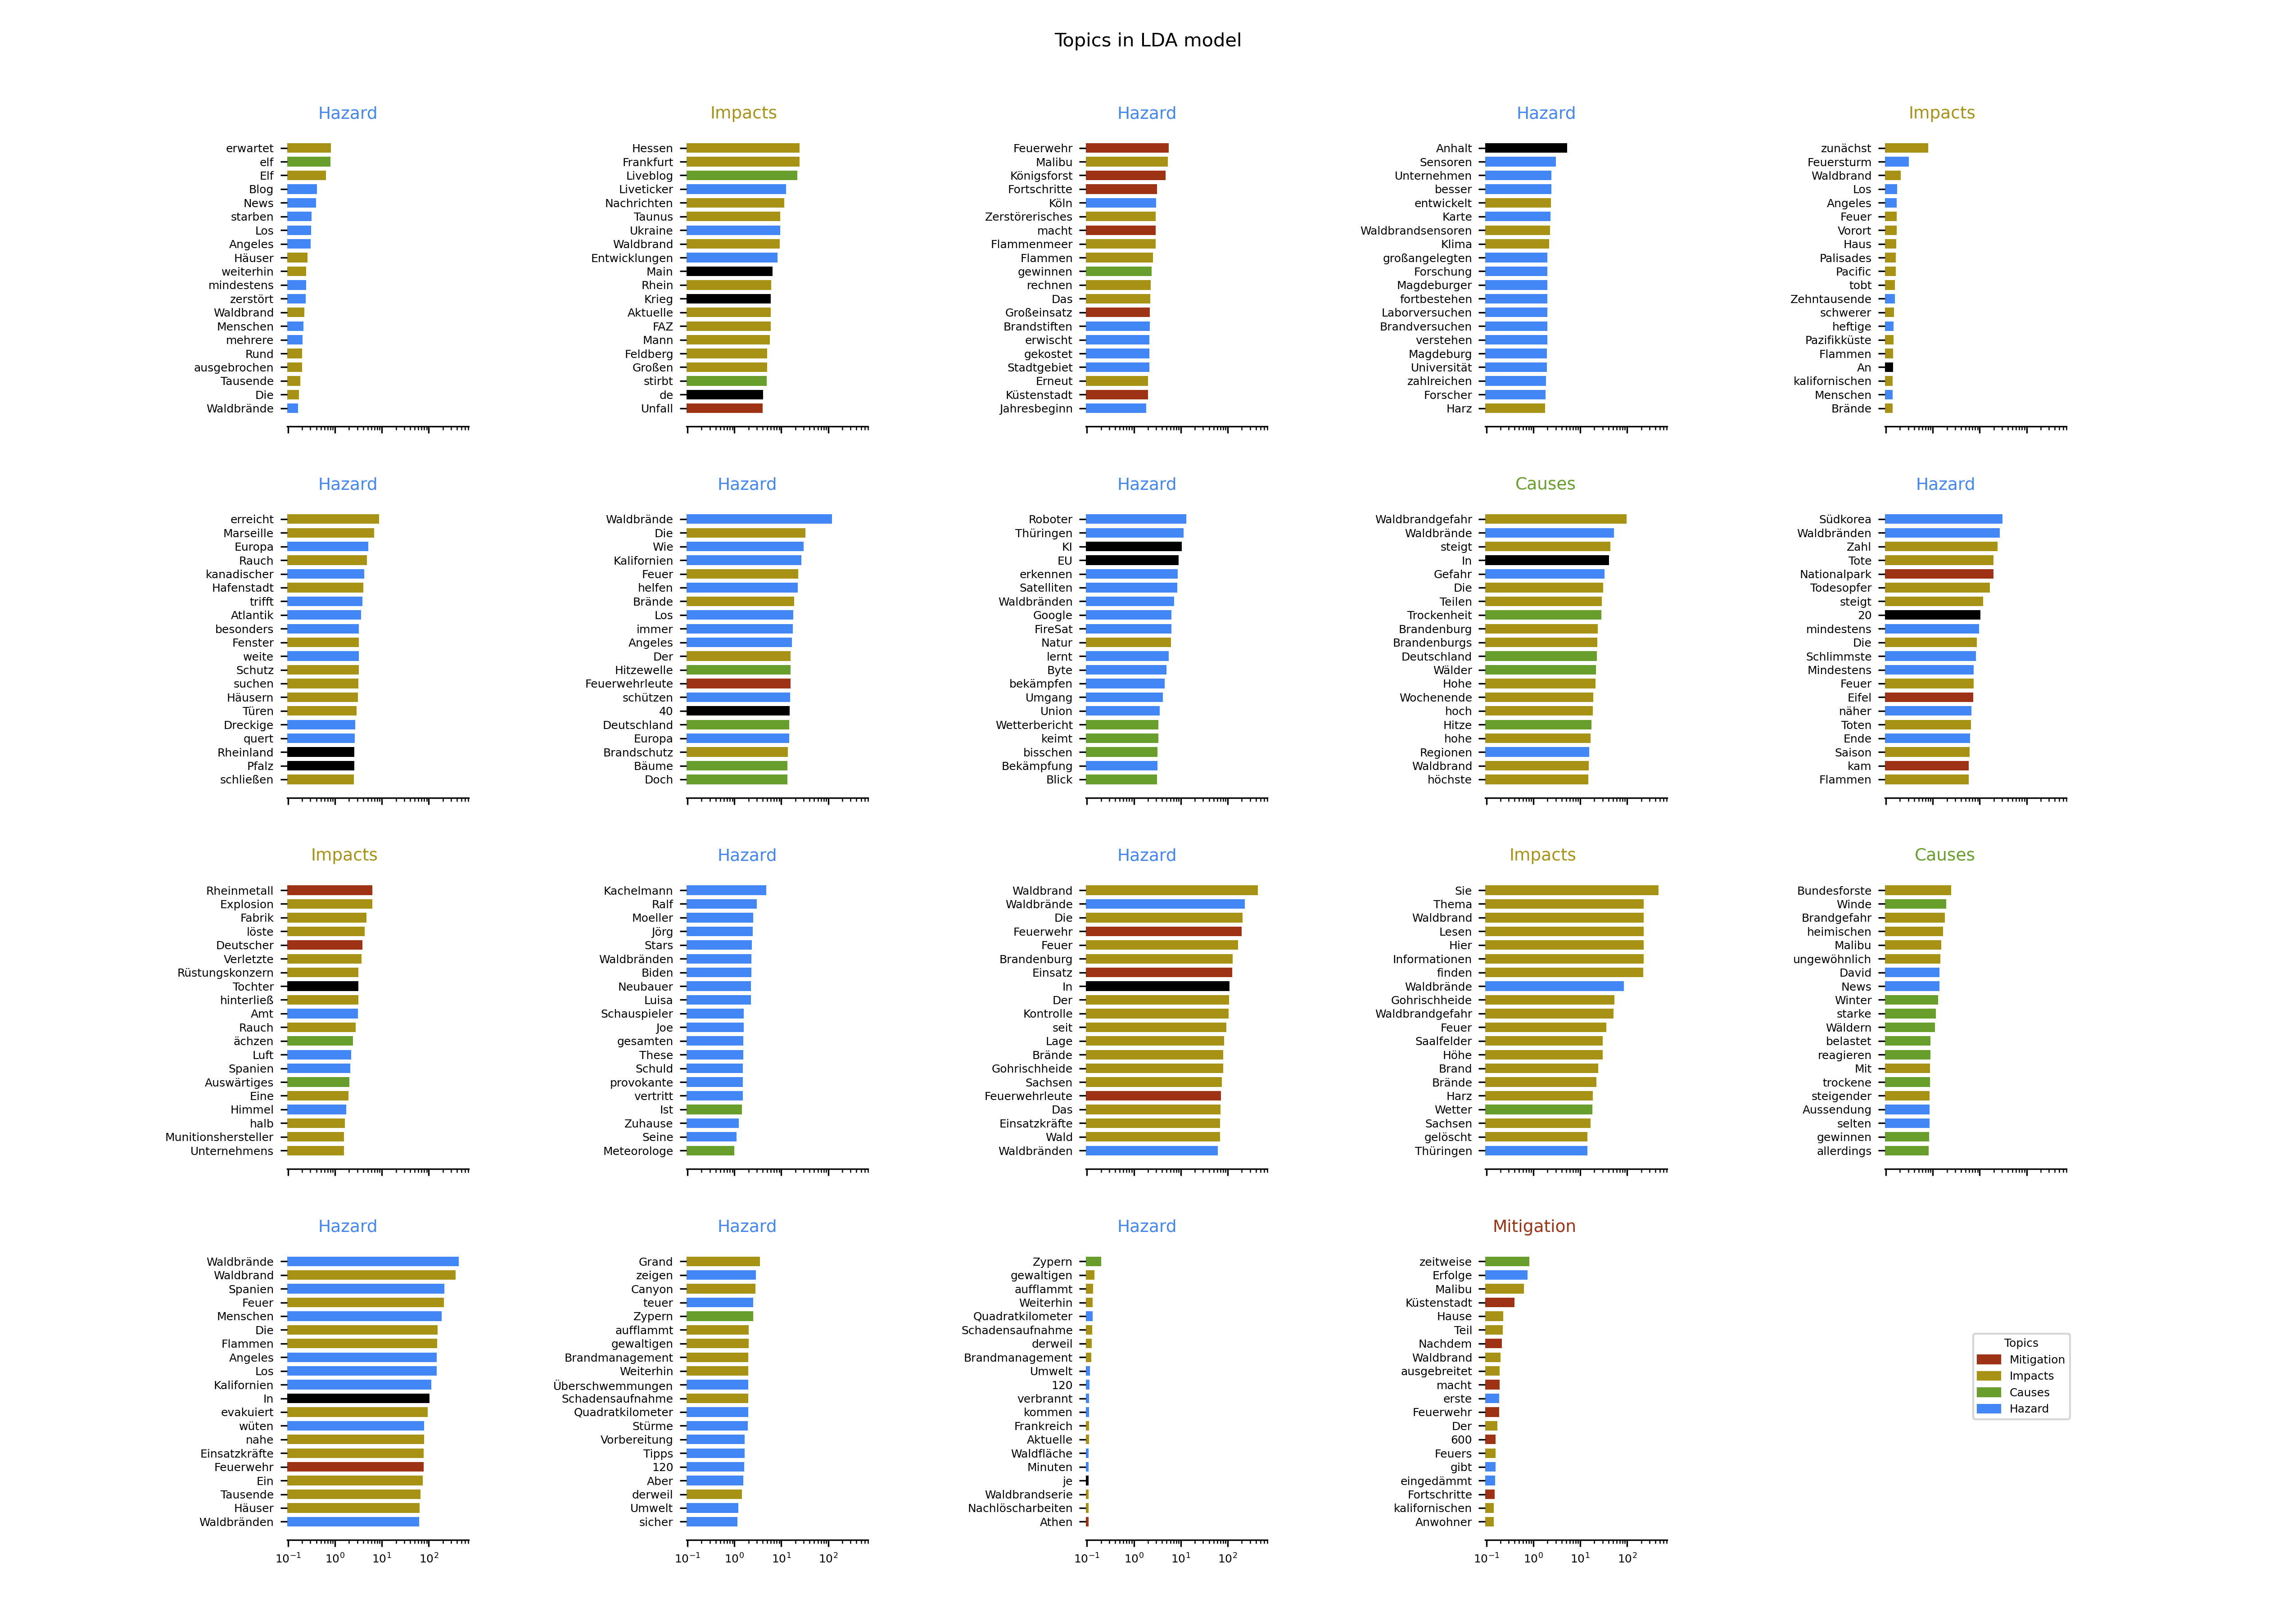 Topics in LDA model
Hazard
erwartet
elf
Elf
Blog
News
starben
Los
Angeles
Häuser
weiterhin
mindestens
zerstört
Waldbrand
Menschen
mehrere
Rund
ausgebrochen
Tausende
Die
Waldbrände
Impacts
Hessen
Frankfurt
Liveblog
Liveticker
Nachrichten
Taunus
Ukraine
Waldbrand
Entwicklungen
Main
Rhein
Krieg
Aktuelle
FAZ
Mann
Feldberg
Großen
stirbt
de
Unfall
Hazard
Feuerwehr
Malibu
Königsforst
Fortschritte
Köln
Zerstörerisches
macht
Flammenmeer
Flammen
gewinnen
rechnen
Das
Großeinsatz
Brandstiften
erwischt
gekostet
Stadtgebiet
Erneut
Küstenstadt
Jahresbeginn
Hazard
Anhalt
Sensoren
Unternehmen
besser
entwickelt
Karte
Waldbrandsensoren
Klima
großangelegten
Forschung
Magdeburger
fortbestehen
Laborversuchen
Brandversuchen
verstehen
Magdeburg
Universität
zahlreichen
Forscher
Harz
Impacts
zunächst
Feuersturm
Waldbrand
Los
Angeles
Feuer
Vorort
Haus
Palisades
Pacific
tobt
Zehntausende
schwerer
heftige
Pazifikküste
Flammen
An
kalifornischen
Menschen
Brände
Hazard
erreicht
Marseille
Europa
Rauch
kanadischer
Hafenstadt
trifft
Atlantik
besonders
Fenster
weite
Schutz
suchen
Häusern
Türen
Dreckige
quert
Rheinland
Pfalz
schließen
Hazard
Waldbrände
Die
Wie
Kalifornien
Feuer
helfen
Brände
Los
immer
Angeles
Der
Hitzewelle
Feuerwehrleute
schützen
40
Deutschland
Europa
Brandschutz
Bäume
Doch
Hazard
Roboter
Thüringen
KI
EU
erkennen
Satelliten
Waldbränden
Google
FireSat
Natur
lernt
Byte
bekämpfen
Umgang
Union
Wetterbericht
keimt
bisschen
Bekämpfung
Blick
Causes
Waldbrandgefahr
Waldbrände
steigt
In
Gefahr
Die
Teilen
Trockenheit
Brandenburg
Brandenburgs
Deutschland
Wälder
Hohe
Wochenende
hoch
Hitze
hohe
Regionen
Waldbrand
höchste
Hazard
Südkorea
Waldbränden
Zahl
Tote
Nationalpark
Todesopfer
steigt
20
mindestens
Die
Schlimmste
Mindestens
Feuer
Eifel
näher
Toten
Ende
Saison
kam
Flammen
Impacts
Rheinmetall
Explosion
Fabrik
löste
Deutscher
Verletzte
Rüstungskonzern
Tochter
hinterließ
Amt
Rauch
ächzen
Luft
Spanien
Auswärtiges
Eine
Himmel
halb
Munitionshersteller
Unternehmens
Hazard
Kachelmann
Ralf
Moeller
Jörg
Stars
Waldbränden
Biden
Neubauer
Luisa
Schauspieler
Joe
gesamten
These
Schuld
provokante
vertritt
Ist
Zuhause
Seine
Meteorologe
Hazard
Waldbrand
Waldbrände
Die
Feuerwehr
Feuer
Brandenburg
Einsatz
In
Der
Kontrolle
seit
Lage
Brände
Gohrischheide
Sachsen
Feuerwehrleute
Das
Einsatzkräfte
Wald
Waldbränden
Impacts
Sie
Thema
Waldbrand
Lesen
Hier
Informationen
finden
Waldbrände
Gohrischheide
Waldbrandgefahr
Feuer
Saalfelder
Höhe
Brand
Brände
Harz
Wetter
Sachsen
gelöscht
Thüringen
Causes
Bundesforste
Winde
Brandgefahr
heimischen
Malibu
ungewöhnlich
David
News
Winter
starke
Wäldern
belastet
reagieren
Mit
trockene
steigender
Aussendung
selten
gewinnen
allerdings
Hazard
Waldbrände
Waldbrand
Spanien
Feuer
Menschen
Die
Flammen
Angeles
Los
Kalifornien
In
evakuiert
wüten
nahe
Einsatzkräfte
Feuerwehr
Ein
Tausende
Häuser
Waldbränden
10⁻¹ 10⁰ 10¹ 10²
Hazard
Grand
zeigen
Canyon
teuer
Zypern
aufflammt
gewaltigen
Brandmanagement
Weiterhin
Überschwemmungen
Schadensaufnahme
Quadratkilometer
Stürme
Vorbereitung
Tipps
120
Aber
derweil
Umwelt
sicher
10⁻¹ 10⁰ 10¹ 10²
Hazard
Zypern
gewaltigen
aufflammt
Weiterhin
Quadratkilometer
Schadensaufnahme
derweil
Brandmanagement
Umwelt
120
verbrannt
kommen
Frankreich
Aktuelle
Waldfläche
Minuten
je
Waldbrandserie
Nachlöscharbeiten
Athen
10⁻¹ 10⁰ 10¹ 10²
Mitigation
zeitweise
Erfolge
Malibu
Küstenstadt
Hause
Teil
Nachdem
Waldbrand
ausgebreitet
macht
erste
Feuerwehr
Der
600
Feuers
gibt
eingedämmt
Fortschritte
kalifornischen
Anwohner
10⁻¹ 10⁰ 10¹ 10²
Topics
Mitigation
Impacts
Causes
Hazard